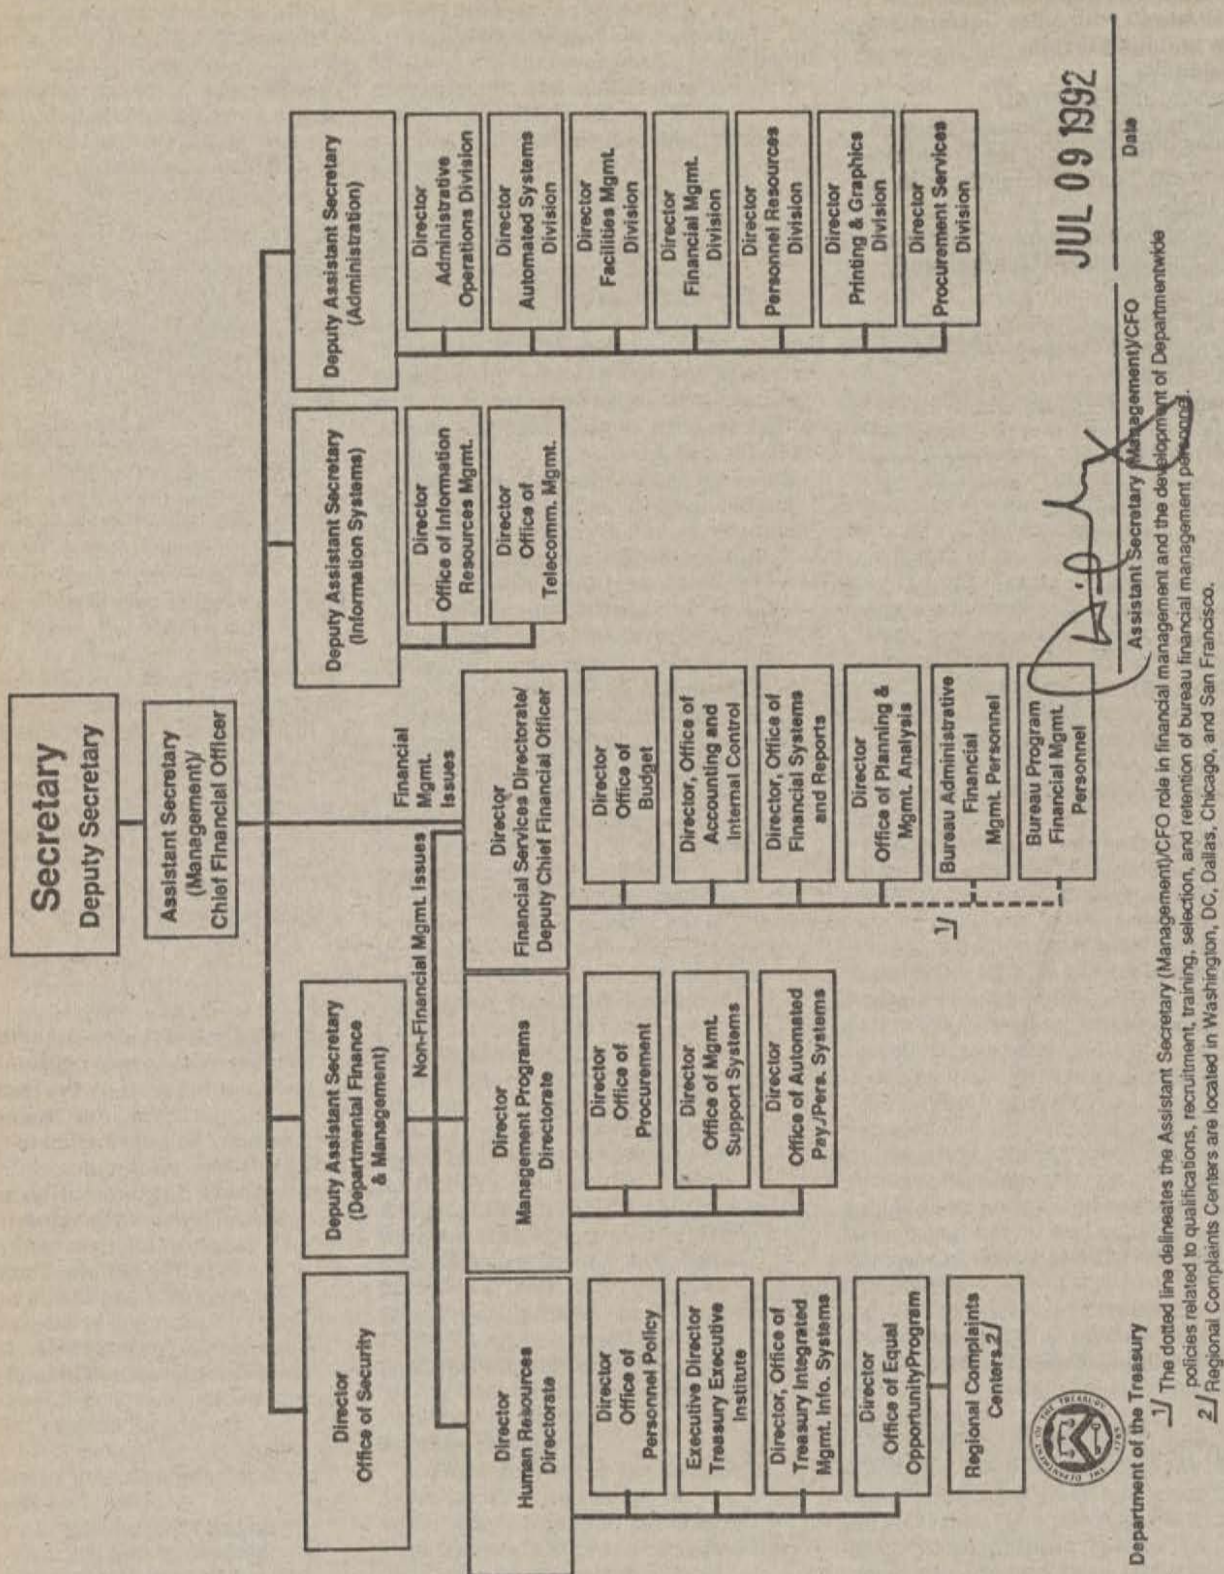 Secretary
Deputy Secretary
Assistant Secretary
(Management)/
Chief Financial Officer
Director
Office of Security
Deputy Assistant Secretary
(Departmental Finance
& Management)
Deputy Assistant Secretary
(Information Systems)
Deputy Assistant Secretary
(Administration)
Non-Financial Mgmt. Issues
Financial
Mgmt.
Issues
Director
Human Resources
Directorate
Director
Office of
Personnel Policy
Executive Director
Treasury Executive
Institute
Director, Office of
Treasury Integrated
Mgmt. Info. Systems
Director
Office of Equal
OpportunityProgram
Regional Complaints
Centers 2/
Director
Management Programs
Directorate
Director
Office of
Procurement
Director
Office of Mgmt.
Support Systems
Director
Office of Automated
Pay./Pers. Systems
Director
Financial Services Directorate/
Deputy Chief Financial Officer
Director
Office of
Budget
Director, Office of
Accounting and
Internal Control
Director, Office of
Financial Systems
and Reports
Director
Office of Planning &
Mgmt. Analysis
1/
Bureau Administrative
Financial
Mgmt. Personnel
Bureau Program
Financial Mgmt.
Personnel
Director
Office of Information
Resources Mgmt.
Director
Office of
Telecomm. Mgmt.
Director
Administrative
Operations Division
Director
Automated Systems
Division
Director
Facilities Mgmt.
Division
Director
Financial Mgmt.
Division
Director
Personnel Resources
Division
Director
Printing & Graphics
Division
Director
Procurement Services
Division
JUL 09 1992
Assistant Secretary (Management)/CFO
Date
THE DEPARTMENT OF THE TREASURY
Department of the Treasury
1/ The dotted line delineates the Assistant Secretary (Management)/CFO role in financial management and the development of Departmentwide
policies related to qualifications, recruitment, training, selection, and retention of bureau financial management personnel.
2/ Regional Complaints Centers are located in Washington, DC, Dallas, Chicago, and San Francisco.